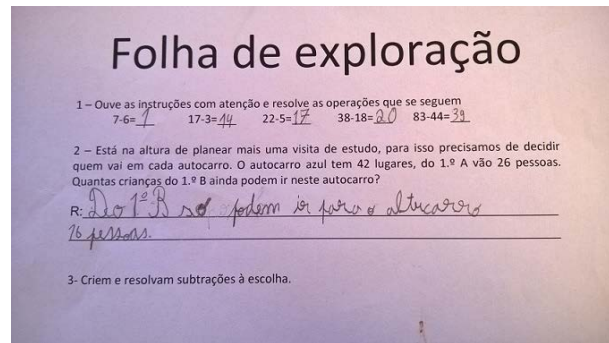 Folha de exploração
1 – Ouve as instruções com atenção e resolve as operações que se seguem
7-6= 1 17-3= 14 22-5= 17 38-18= 20 83-44= 39
2 – Está na altura de planear mais uma visita de estudo, para isso precisamos de decidir
quem vai em cada autocarro. O autocarro azul tem 42 lugares, do 1.º A vão 26 pessoas.
Quantas crianças do 1.º B ainda podem ir neste autocarro?
R: Do 1º B só podem ir para o altucarro
16 pessoas.
3- Criem e resolvam subtrações à escolha.